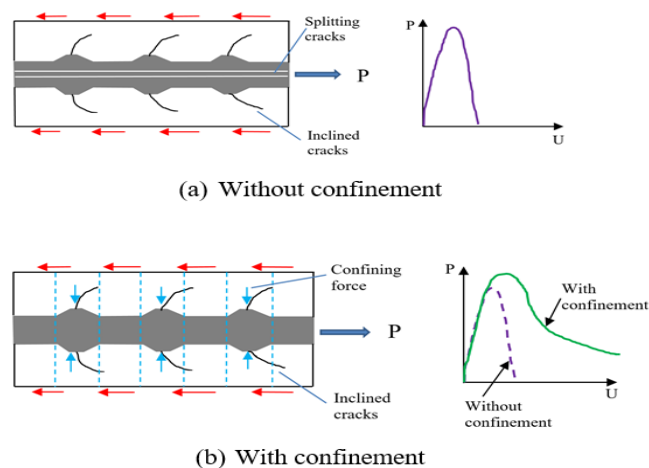 Splitting
cracks
P
Inclined
cracks
P
U
(a) Without confinement
Confining
force
P
Inclined
cracks
P
With
confinement
Without
confinement
U
(b) With confinement